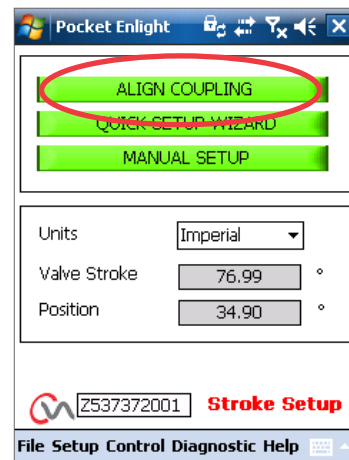 Pocket Enlight
ALIGN COUPLING
QUICK SETUP WIZARD
MANUAL SETUP
Units Imperial
Valve Stroke 76.99 °
Position 34.90 °
Z537372001 Stroke Setup
File Setup Control Diagnostic Help